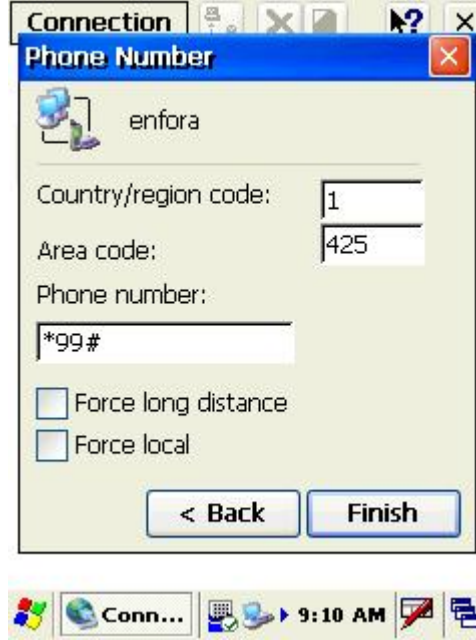 Connection
Phone Number
enfora
Country/region code: 1
Area code: 425
Phone number:
*99#
Force long distance
Force local
< Back Finish
Conn... 9:10 AM